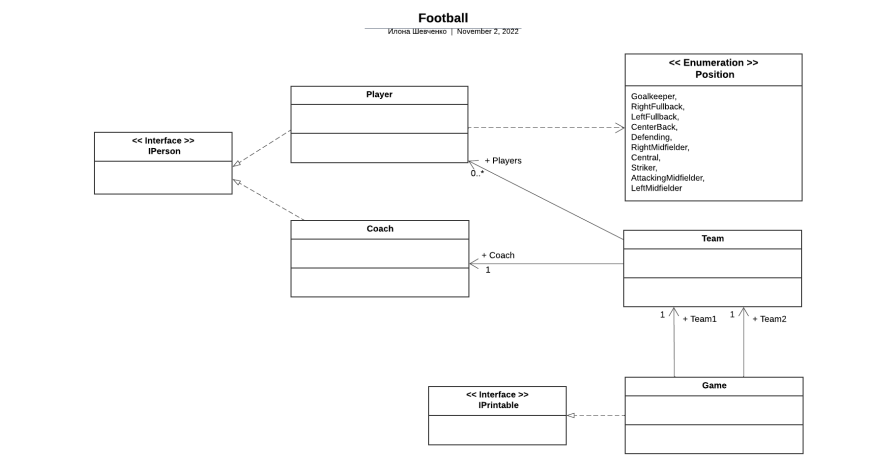 Football
Илона Шевченко | November 2, 2022
<< Enumeration >>
Position
Goalkeeper,
RightFullback,
LeftFullback,
CenterBack,
Defending,
RightMidfielder,
Central,
Striker,
AttackingMidfielder,
LeftMidfielder
Player
<< Interface >>
IPerson
+ Players
0..*
Coach
+ Coach
1
Team
1
+ Team1
1
+ Team2
<< Interface >>
IPrintable
Game